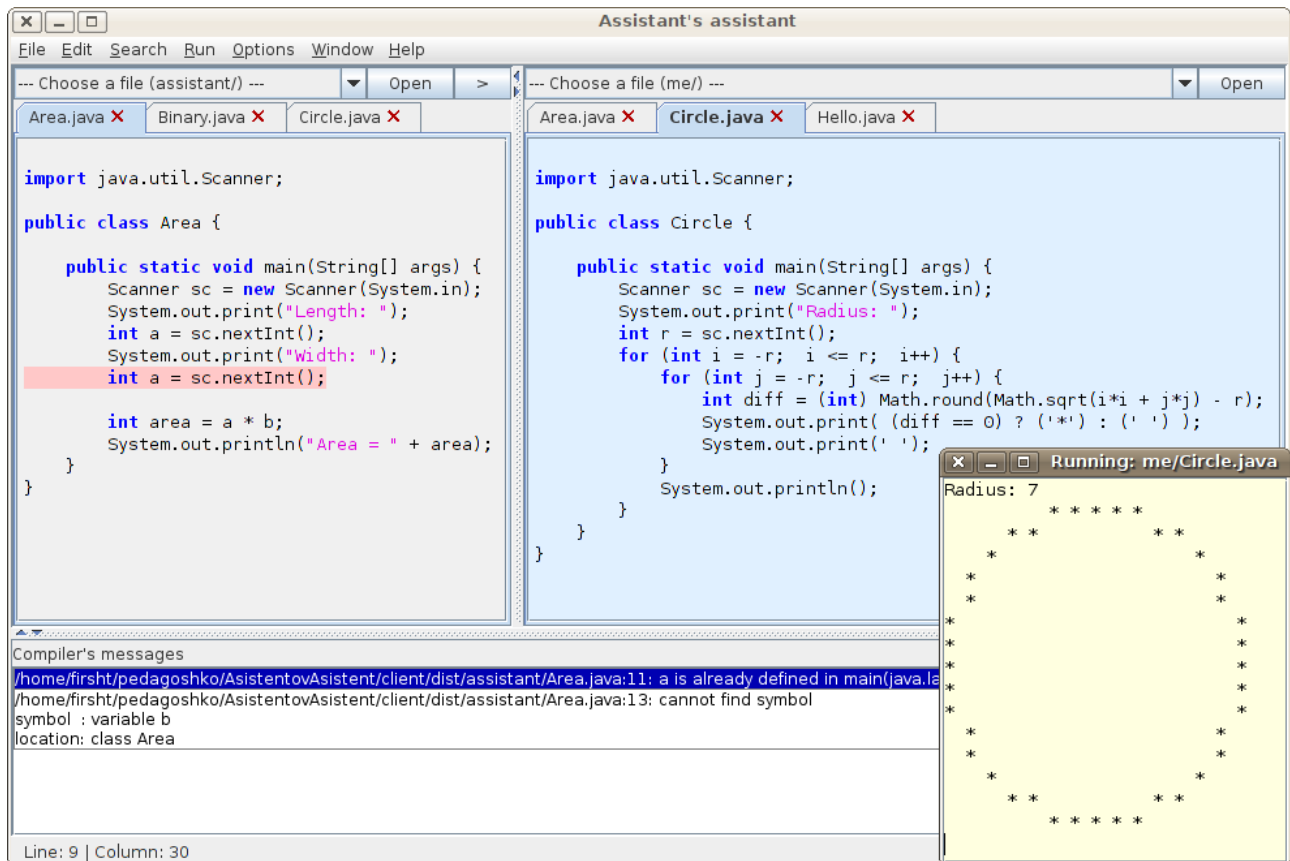 Assistant's assistant
File Edit Search Run Options Window Help
--- Choose a file (assistant/) --- Open >
Area.java Binary.java Circle.java
import java.util.Scanner;
public class Area {
public static void main(String[] args) {
Scanner sc = new Scanner(System.in);
System.out.print("Length: ");
int a = sc.nextInt();
System.out.print("Width: ");
int a = sc.nextInt();
int area = a * b;
System.out.println("Area = " + area);
}
}
--- Choose a file (me/) --- Open
Area.java Circle.java Hello.java
import java.util.Scanner;
public class Circle {
public static void main(String[] args) {
Scanner sc = new Scanner(System.in);
System.out.print("Radius: ");
int r = sc.nextInt();
for (int i = -r;  i <= r;  i++) {
for (int j = -r;  j <= r;  j++) {
int diff = (int) Math.round(Math.sqrt(i*i + j*j) - r);
System.out.print( (diff == 0) ? ('*') : (' ') );
System.out.print(' ');
}
System.out.println();
}
}
}
Running: me/Circle.java
Radius: 7
* * * * *
* * * *
* *
* *
* *
* *
* *
* *
* *
* *
* *
* *
* *
* * * *
* * * * *
Compiler's messages
/home/firsht/pedagoshko/AsistentovAsistent/client/dist/assistant/Area.java:11: a is already defined in main(java.la
/home/firsht/pedagoshko/AsistentovAsistent/client/dist/assistant/Area.java:13: cannot find symbol
symbol  : variable b
location: class Area
Line: 9 | Column: 30